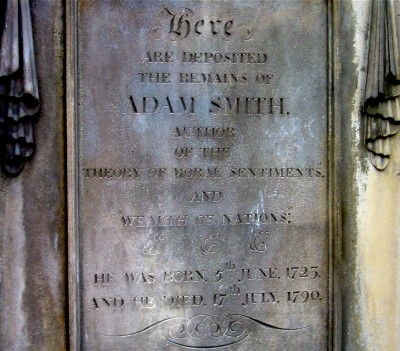 Here
ARE DEPOSITED
THE REMAINS OF
ADAM SMITH.
AUTHOR
OF THE
"THEORY OF MORAL SENTIMENTS,"
AND
"WEALTH OF NATIONS;"
&c &c &c
HE WAS BORN, 5th JUNE, 1723.
AND HE DIED, 17th JULY, 1790.